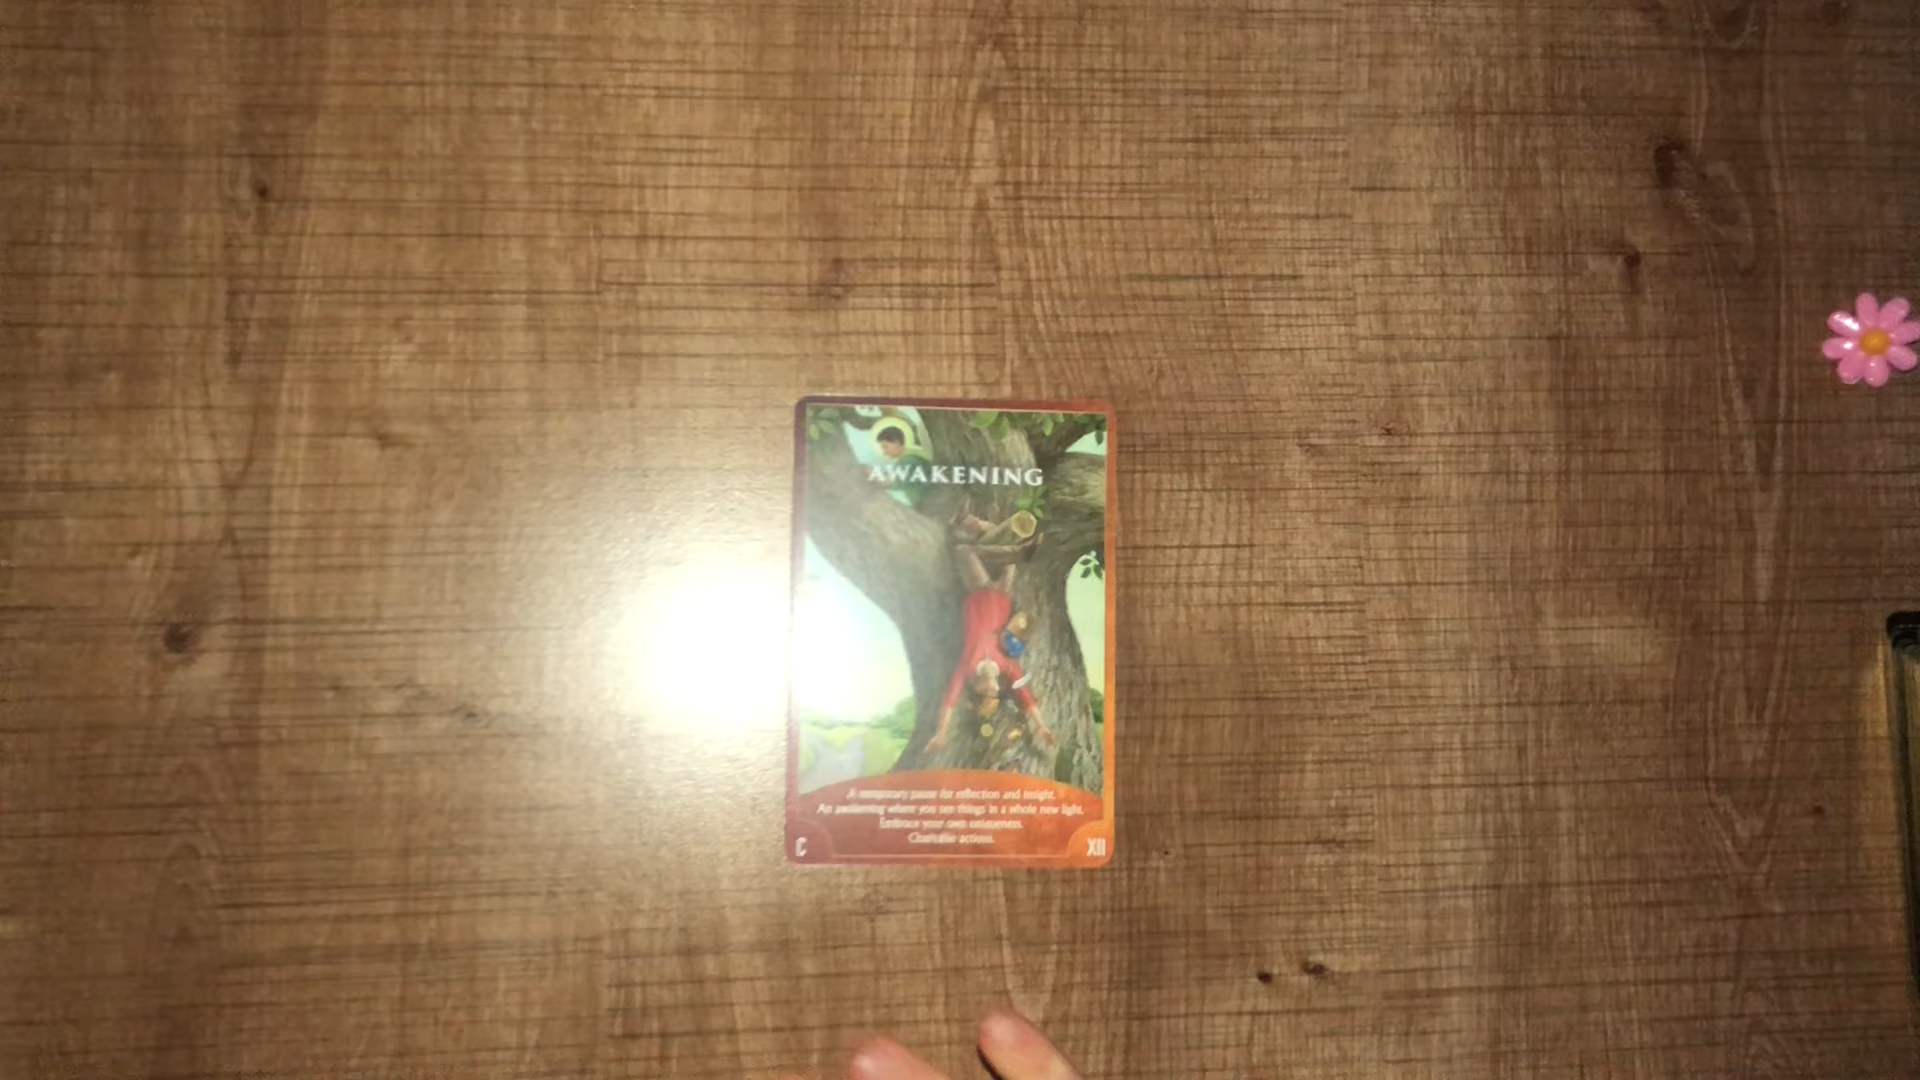 AWAKENING
A temporary pause for reflection and insight.
An awakening where you see things in a whole new light.
Embrace your own uniqueness.
Charitable actions.
C
XII